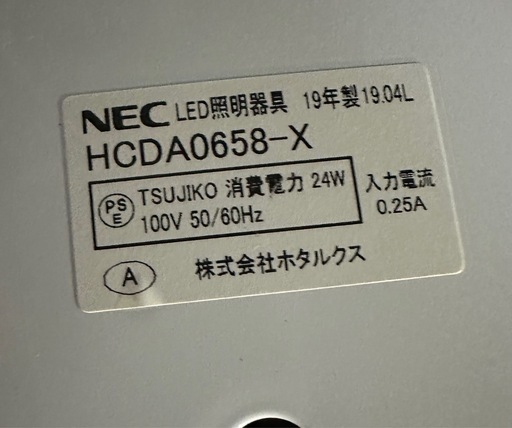 NEC LED照明器具 19年製 19.04L
HCDA0658-X
PS E TSUJIKO 消費電力 24W
100V 50/60Hz
入力電流
0.25A
A 株式会社ホタルクス